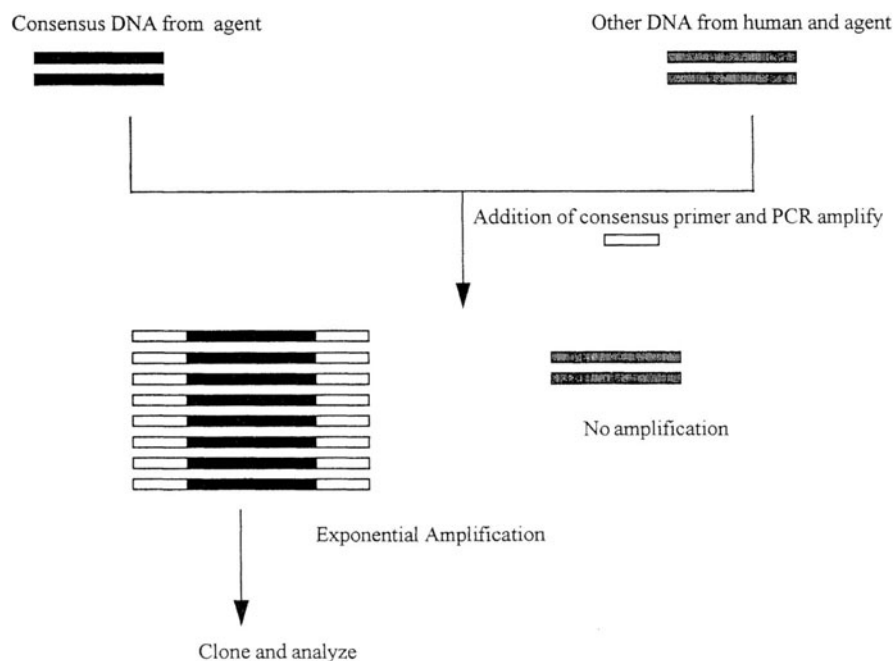 Consensus DNA from agent
Other DNA from human and agent
Addition of consensus primer and PCR amplify
No amplification
Exponential Amplification
Clone and analyze